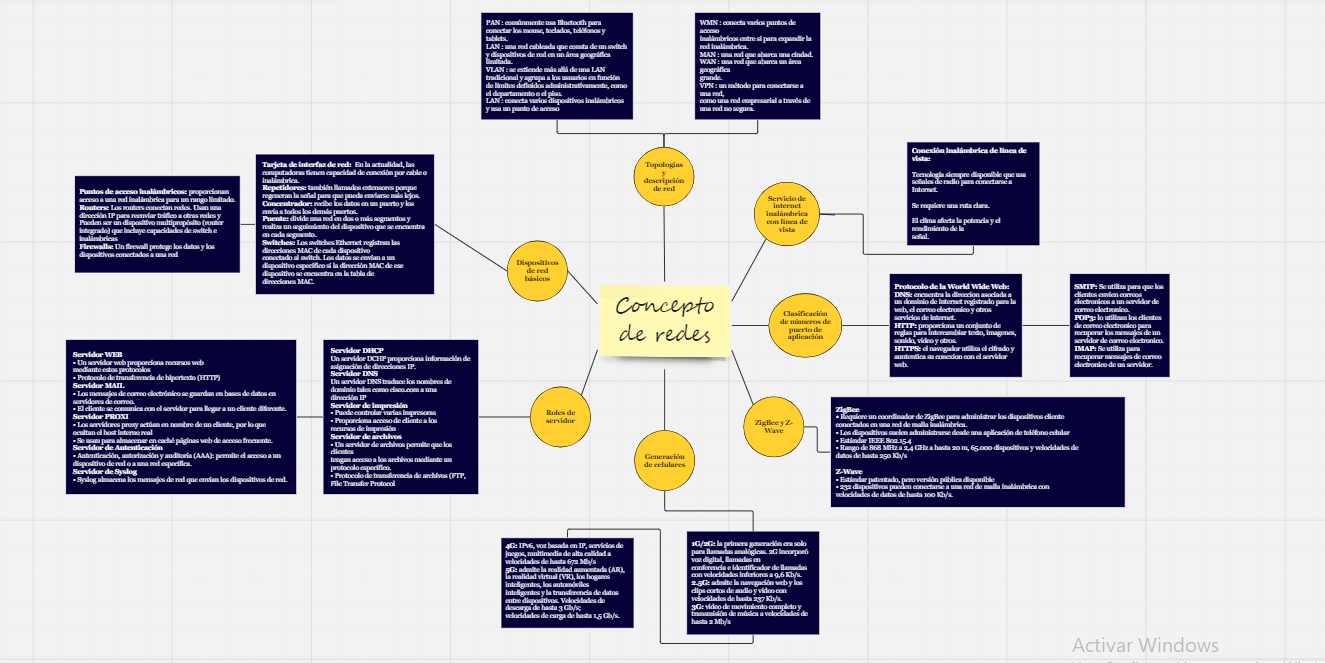 PAN : comúnmente usa Bluetooth para
conectar los mouse, teclados, teléfonos y
tablets.
LAN : una red cableada que consta de un switch
y dispositivos de red en un área geográfica
limitada.
VLAN : se extiende más allá de una LAN
tradicional y agrupa a los usuarios en función
de límites definidos administrativamente, como
el departamento o el piso.
LAN : conecta varios dispositivos inalámbricos
y usa un punto de acceso
WMN : conecta varios puntos de
acceso
inalámbricos entre sí para expandir la
red inalámbrica.
MAN : una red que abarca una ciudad.
WAN : una red que abarca un área
geográfica
grande.
VPN : un método para conectarse a
una red,
como una red empresarial a través de
una red no segura.
Topologías
y
descripción
de red
Conexión inalámbrica de línea de
vista:
Tecnología siempre disponible que usa
señales de radio para conectarse a
Internet.
Se requiere una ruta clara.
El clima afecta la potencia y el
rendimiento de la
señal.
Servicio de
internet
inalámbrica
con línea de
vista
Puntos de acceso inalámbricos: proporcionan
acceso a una red inalámbrica para un rango limitado.
Routers: Los routers conectan redes. Usan una
dirección IP para reenviar tráfico a otras redes y
Pueden ser un dispositivo multipropósito (router
integrado) que incluye capacidades de switch e
inalámbricas
Firewalls: Un firewall protege los datos y los
dispositivos conectados a una red
Tarjeta de interfaz de red: En la actualidad, las
computadoras tienen capacidad de conexión por cable o
inalámbrica.
Repetidores: también llamados extensores porque
regeneran la señal para que pueda enviarse más lejos.
Concentrador: recibe los datos en un puerto y los
envía a todos los demás puertos.
Puente: divide una red en dos o más segmentos y
realiza un seguimiento del dispositivo que se encuentra
en cada segmento.
Switches: Los switches Ethernet registran las
direcciones MAC de cada dispositivo
conectado al switch. Los datos se envían a un
dispositivo específico si la dirección MAC de ese
dispositivo se encuentra en la tabla de
direcciones MAC.
Dispositivos
de red
básicos
Concepto
de redes
Clasificación
de números de
puerto de
aplicación
Protocolo de la World Wide Web:
DNS: encuentra la direccion asociada a
un dominio de internet registrado para la
web, el correo electronico y otros
servicios de internet.
HTTP: proporciona un conjunto de
reglas para intercambiar texto, imagenes,
sonido, video y otros.
HTTPS: el navegador utiliza el cifrado y
auntentica su conexion con el servidor
web.
SMTP: Se utiliza para que los
clientes envien correos
electronicos a un servidor de
correo electronico.
POP3: lo utilizan los clientes
de correo electronico para
recuperar los mensajes de un
servidor de correo electronico.
IMAP: Se utiliza para
recuperar mensajes de correo
electronico de un servidor.
Servidor WEB
• Un servidor web proporciona recursos web
mediante estos protocolos
• Protocolo de transferencia de hipertexto (HTTP)
Servidor MAIL
• Los mensajes de correo electrónico se guardan en bases de datos en
servidores de correo.
• El cliente se comunica con el servidor para llegar a un cliente diferente.
Servidor PROXI
• Los servidores proxy actúan en nombre de un cliente, por lo que
ocultan el host interno real
• Se usan para almacenar en caché páginas web de acceso frecuente.
Servidor de Autenticación
• Autenticación, autorización y auditoría (AAA): permite el acceso a un
dispositivo de red o a una red específica.
Servidor de Syslog
• Syslog almacena los mensajes de red que envían los dispositivos de red.
Servidor DHCP
Un servidor DCHP proporciona información de
asignación de direcciones IP.
Servidor DNS
Un servidor DNS traduce los nombres de
dominio tales como cisco.com a una
dirección IP
Servidor de impresión
• Puede controlar varias impresoras
• Proporciona acceso de cliente a los
recursos de impresión
Servidor de archivos
• Un servidor de archivos permite que los
clientes
tengan acceso a los archivos mediante un
protocolo específico.
• Protocolo de transferencia de archivos (FTP,
File Transfer Protocol
Roles de
servidor
Generación
de celulares
ZigBee y Z-
Wave
ZigBee
• Requiere un coordinador de ZigBee para administrar los dispositivos cliente
conectados en una red de malla inalámbrica.
• Los dispositivos suelen administrarse desde una aplicación de teléfono celular
• Estándar IEEE 802.15.4
• Rango de 868 MHz a 2,4 GHz a hasta 20 m, 65.000 dispositivos y velocidades de
datos de hasta 250 Kb/s
Z-Wave
• Estándar patentado, pero versión pública disponible
• 232 dispositivos pueden conectarse a una red de malla inalámbrica con
velocidades de datos de hasta 100 Kb/s.
4G: IPv6, voz basada en IP, servicios de
juegos, multimedia de alta calidad a
velocidades de hasta 672 Mb/s
5G: admite la realidad aumentada (AR),
la realidad virtual (VR), los hogares
inteligentes, los automóviles
inteligentes y la transferencia de datos
entre dispositivos. Velocidades de
descarga de hasta 3 Gb/s;
velocidades de carga de hasta 1,5 Gb/s.
1G/2G: la primera generación era solo
para llamadas analógicas. 2G incorporó
voz digital, llamadas en
conferencia e identificador de llamadas
con velocidades inferiores a 9,6 Kb/s.
2.5G: admite la navegación web y los
clips cortos de audio y video con
velocidades de hasta 237 Kb/s.
3G: video de movimiento completo y
transmisión de música a velocidades de
hasta 2 Mb/s
Activar Windows